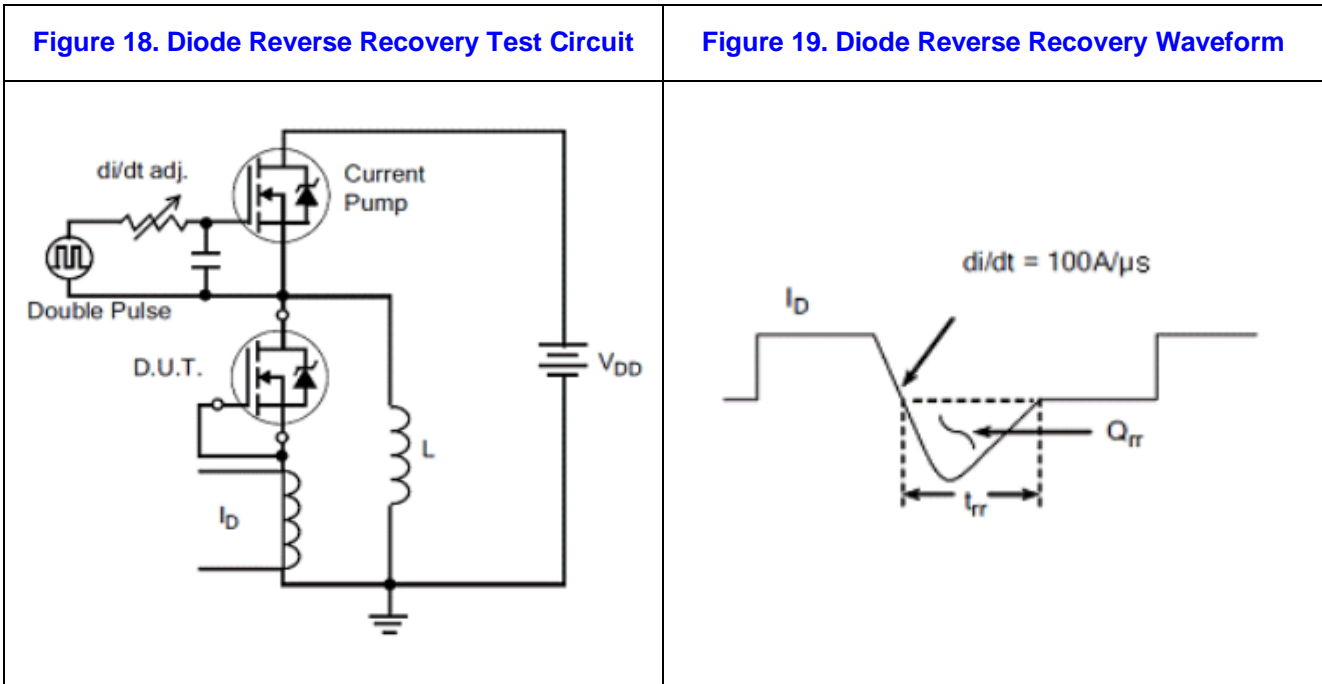 Figure 18. Diode Reverse Recovery Test Circuit
Figure 19. Diode Reverse Recovery Waveform
di/dt adj.
Current
Pump
Double Pulse
D.U.T.
VDD
L
ID
di/dt = 100A/μs
ID
Qrr
trr